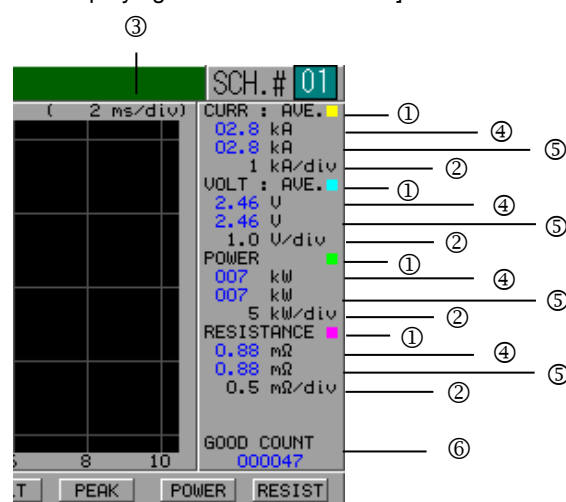 ③
SCH.# 01
( 2 ms/div) CURR : AVE. ①
02.8 kA ④
02.8 kA ⑤
1 kA/div ②
VOLT : AVE. ①
2.46 V ④
2.46 V ⑤
1.0 V/div ②
POWER ①
007 kW ④
007 kW ⑤
5 kW/div ②
RESISTANCE ①
0.88 mΩ ④
0.88 mΩ ⑤
0.5 mΩ/div ②
GOOD COUNT ⑥
8 10 000047
PEAK POWER RESIST